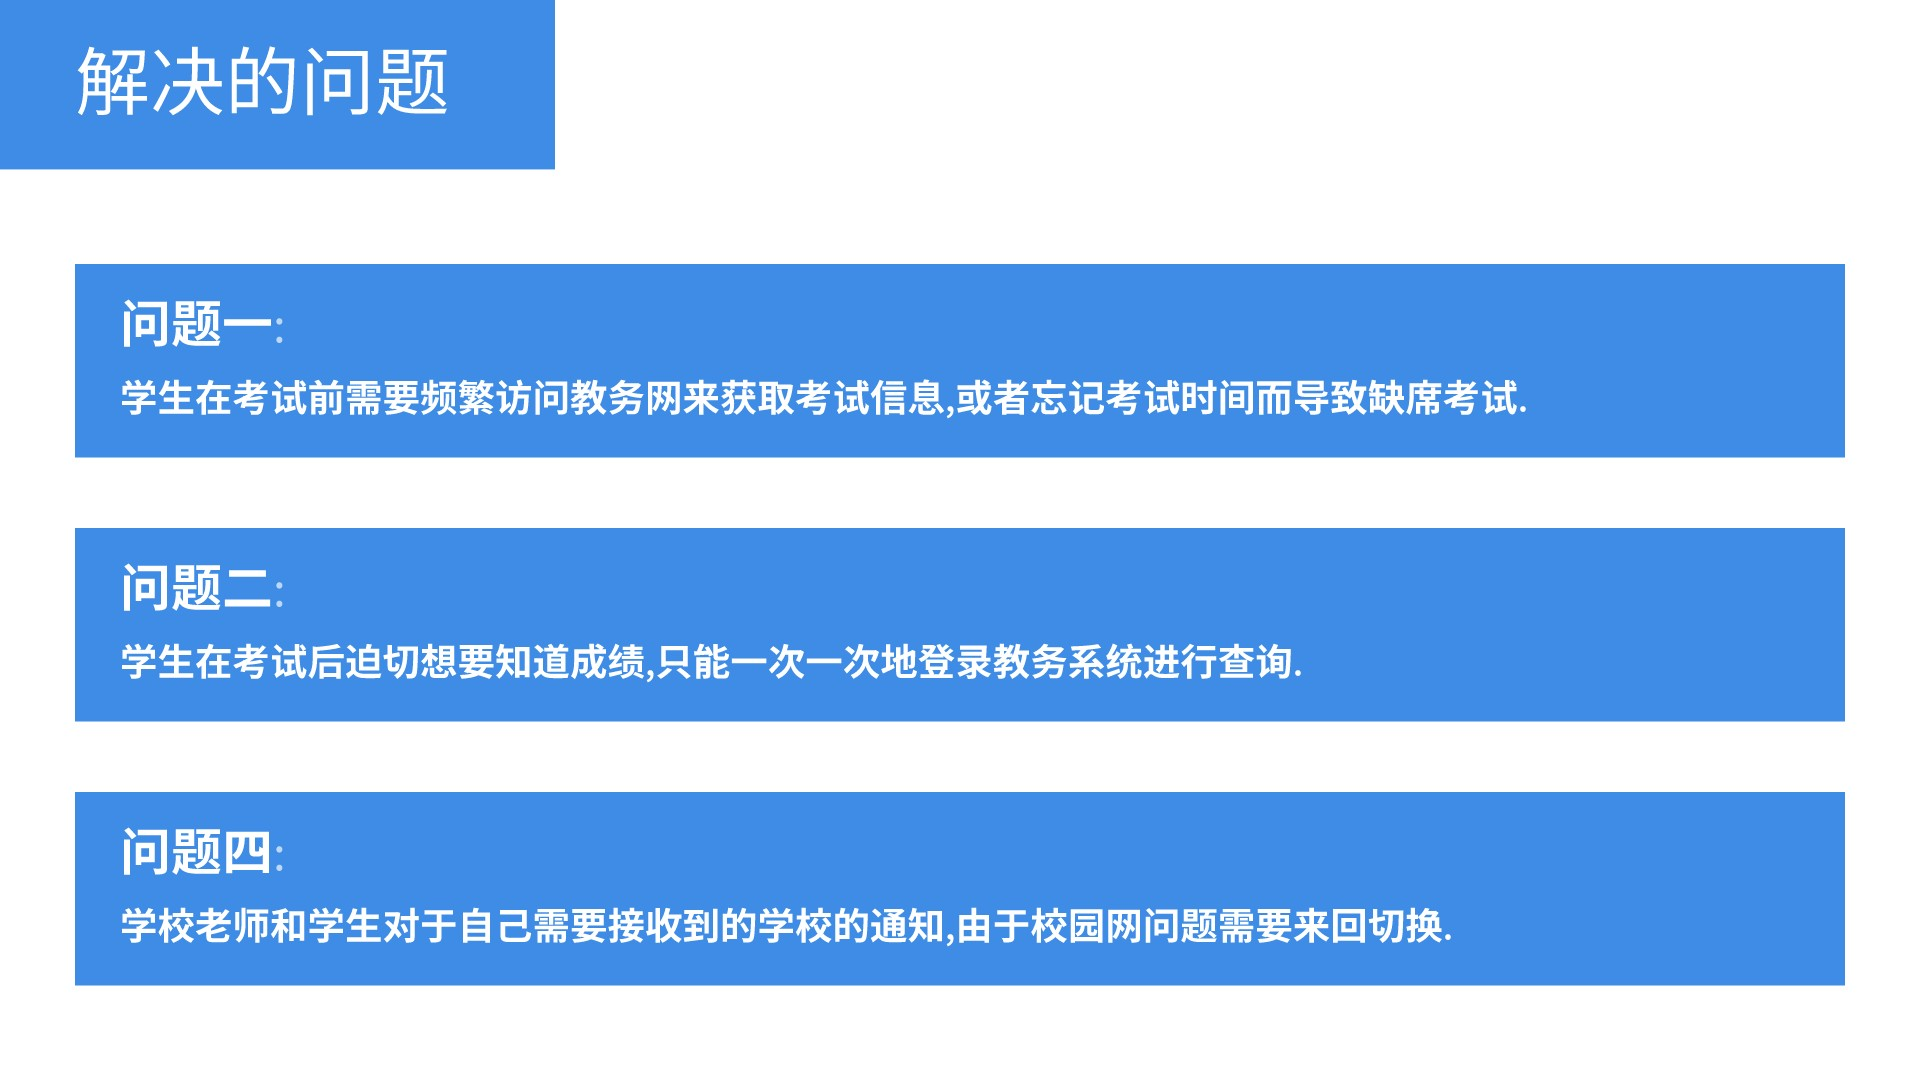 解决的问题
问题一:
学生在考试前需要频繁访问教务网来获取考试信息,或者忘记考试时间而导致缺席考试.
问题二:
学生在考试后迫切想要知道成绩,只能一次一次地登录教务系统进行查询.
问题四:
学校老师和学生对于自己需要接收到的学校的通知,由于校园网问题需要来回切换.